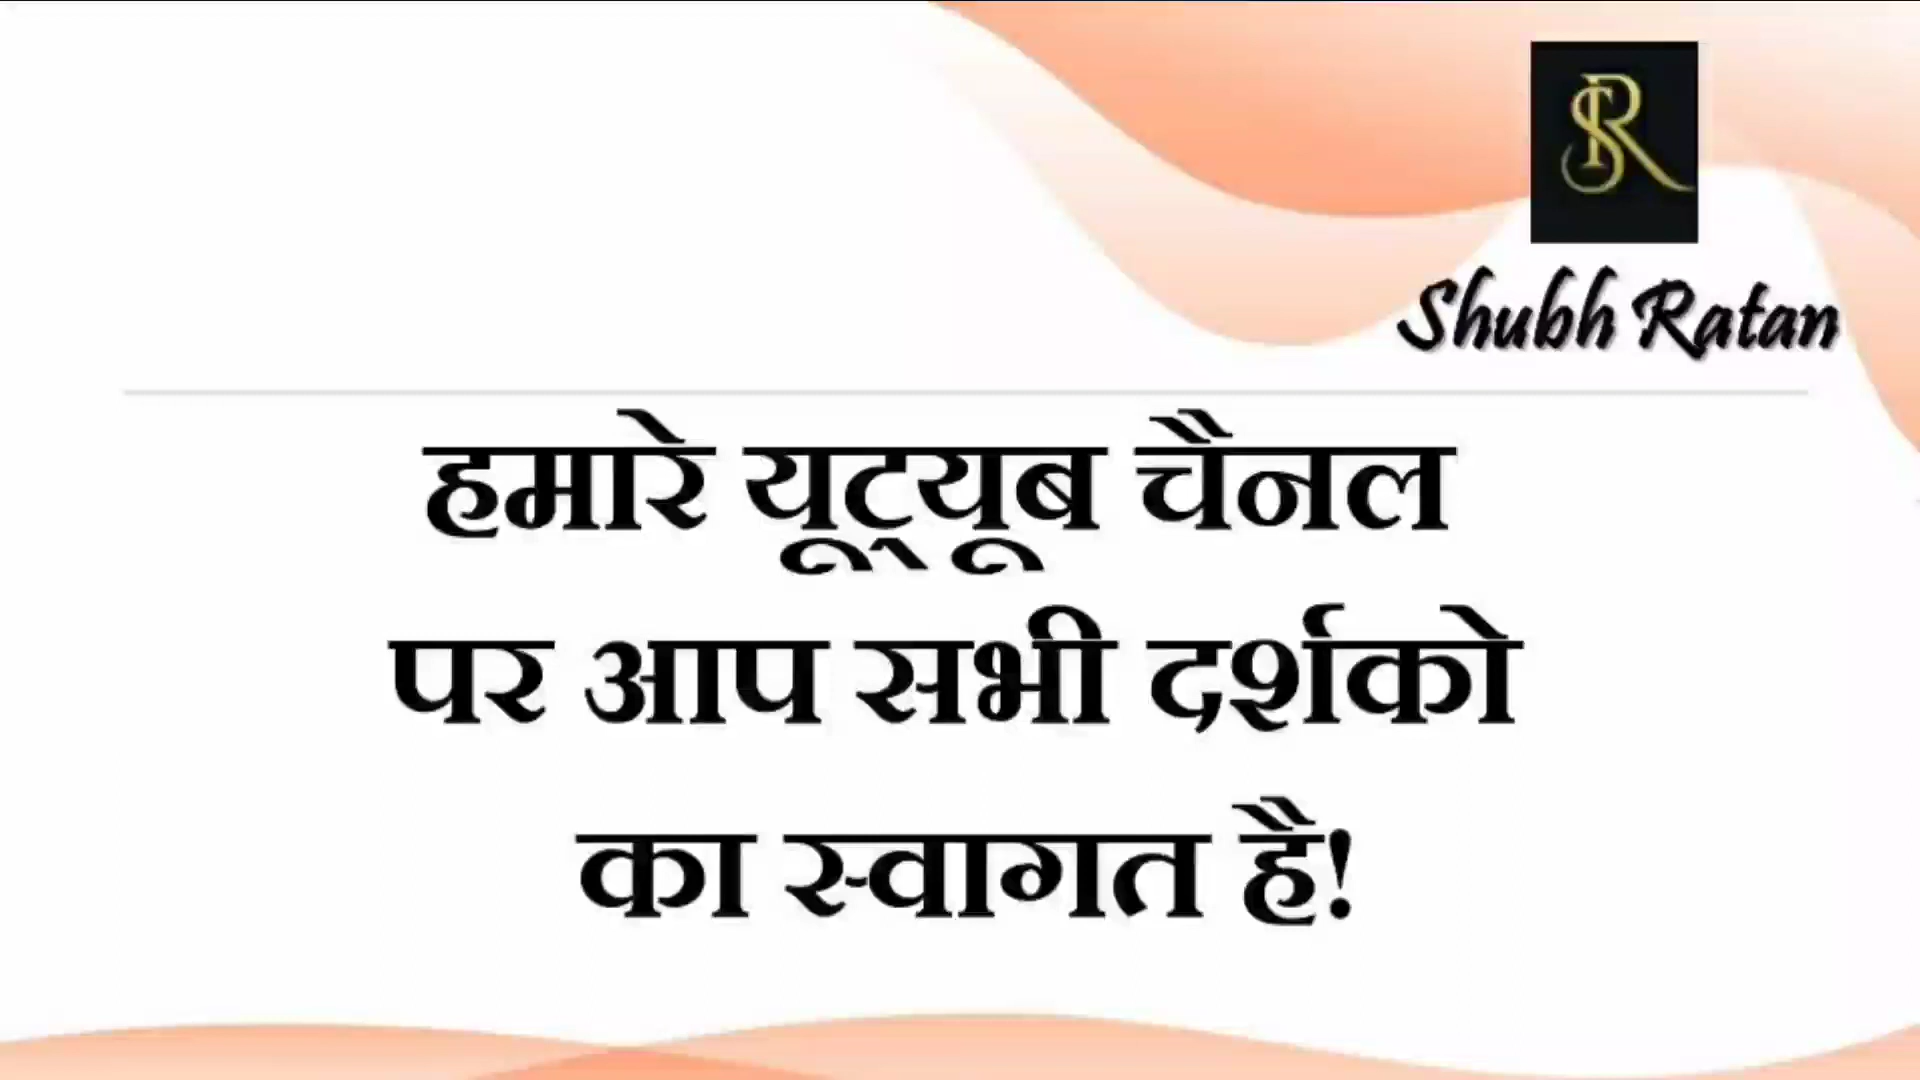 SR
Shubh Ratan
हमारे यूट्यूब चैनल
पर आप सभी दर्शको
का स्वागत है!